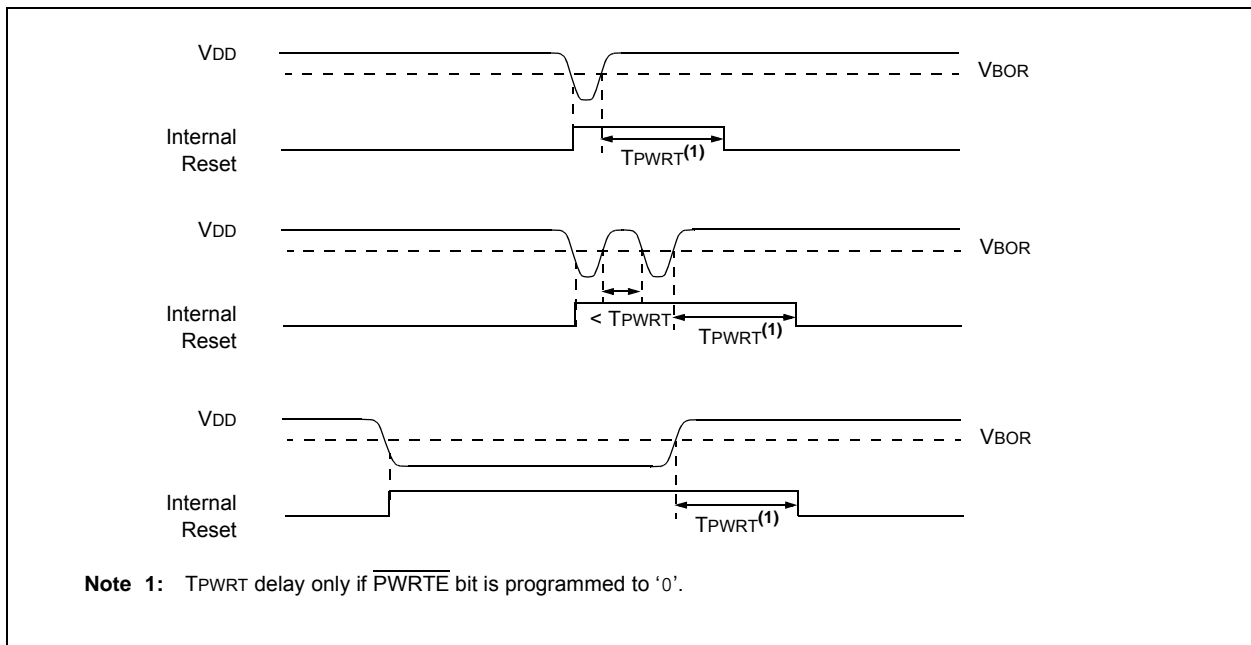 VDD
VBOR
Internal
Reset
TPWRT(1)
VDD
VBOR
Internal
Reset
< TPWRT
TPWRT(1)
VDD
VBOR
Internal
Reset
TPWRT(1)
Note 1: TPWRT delay only if PWRTE bit is programmed to ‘0’.